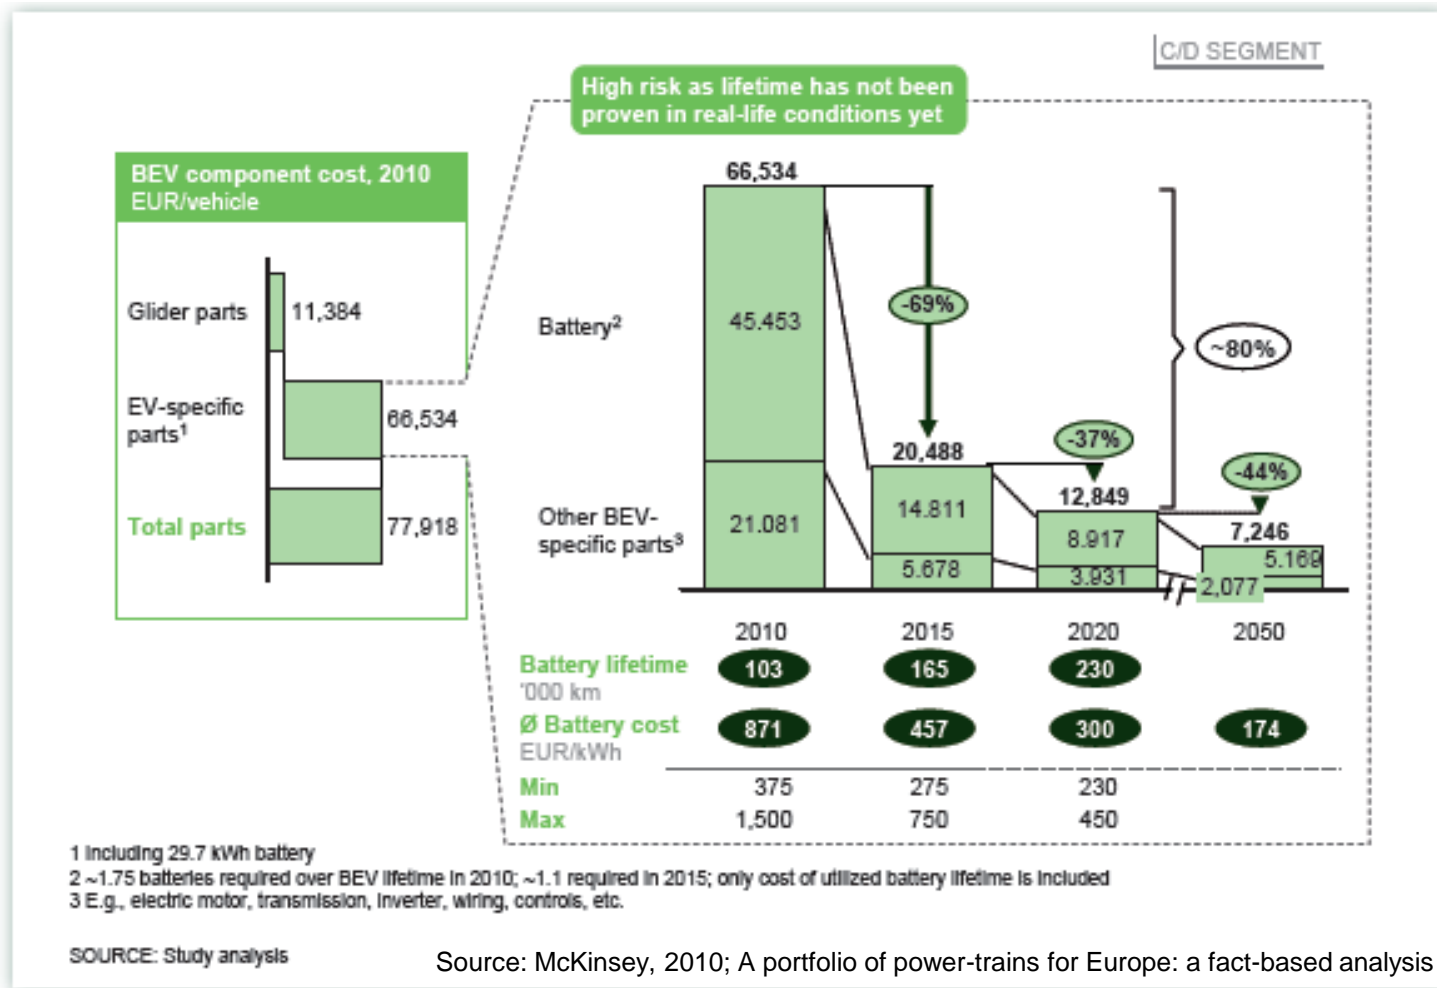 C/D SEGMENT
High risk as lifetime has not been
proven in real-life conditions yet
BEV component cost, 2010
EUR/vehicle
Glider parts
11,384
EV-specific
parts¹
66,534
Total parts
77,918
66,534
Battery²
45.453
-69%
~80%
-37%
20,488
-44%
12,849
Other BEV-
specific parts³
21.081
14.811
8.917
7,246
5.169
5.678
3.931
2,077
2010 2015 2020 2050
Battery lifetime 103 165 230
'000 km
Ø Battery cost 871 457 300 174
EUR/kWh
Min 375 275 230
Max 1,500 750 450
1 Including 29.7 kWh battery
2 ~1.75 batteries required over BEV lifetime in 2010; ~1.1 required in 2015; only cost of utilized battery lifetime is included
3 E.g., electric motor, transmission, inverter, wiring, controls, etc.
SOURCE: Study analysis
Source: McKinsey, 2010; A portfolio of power-trains for Europe: a fact-based analysis